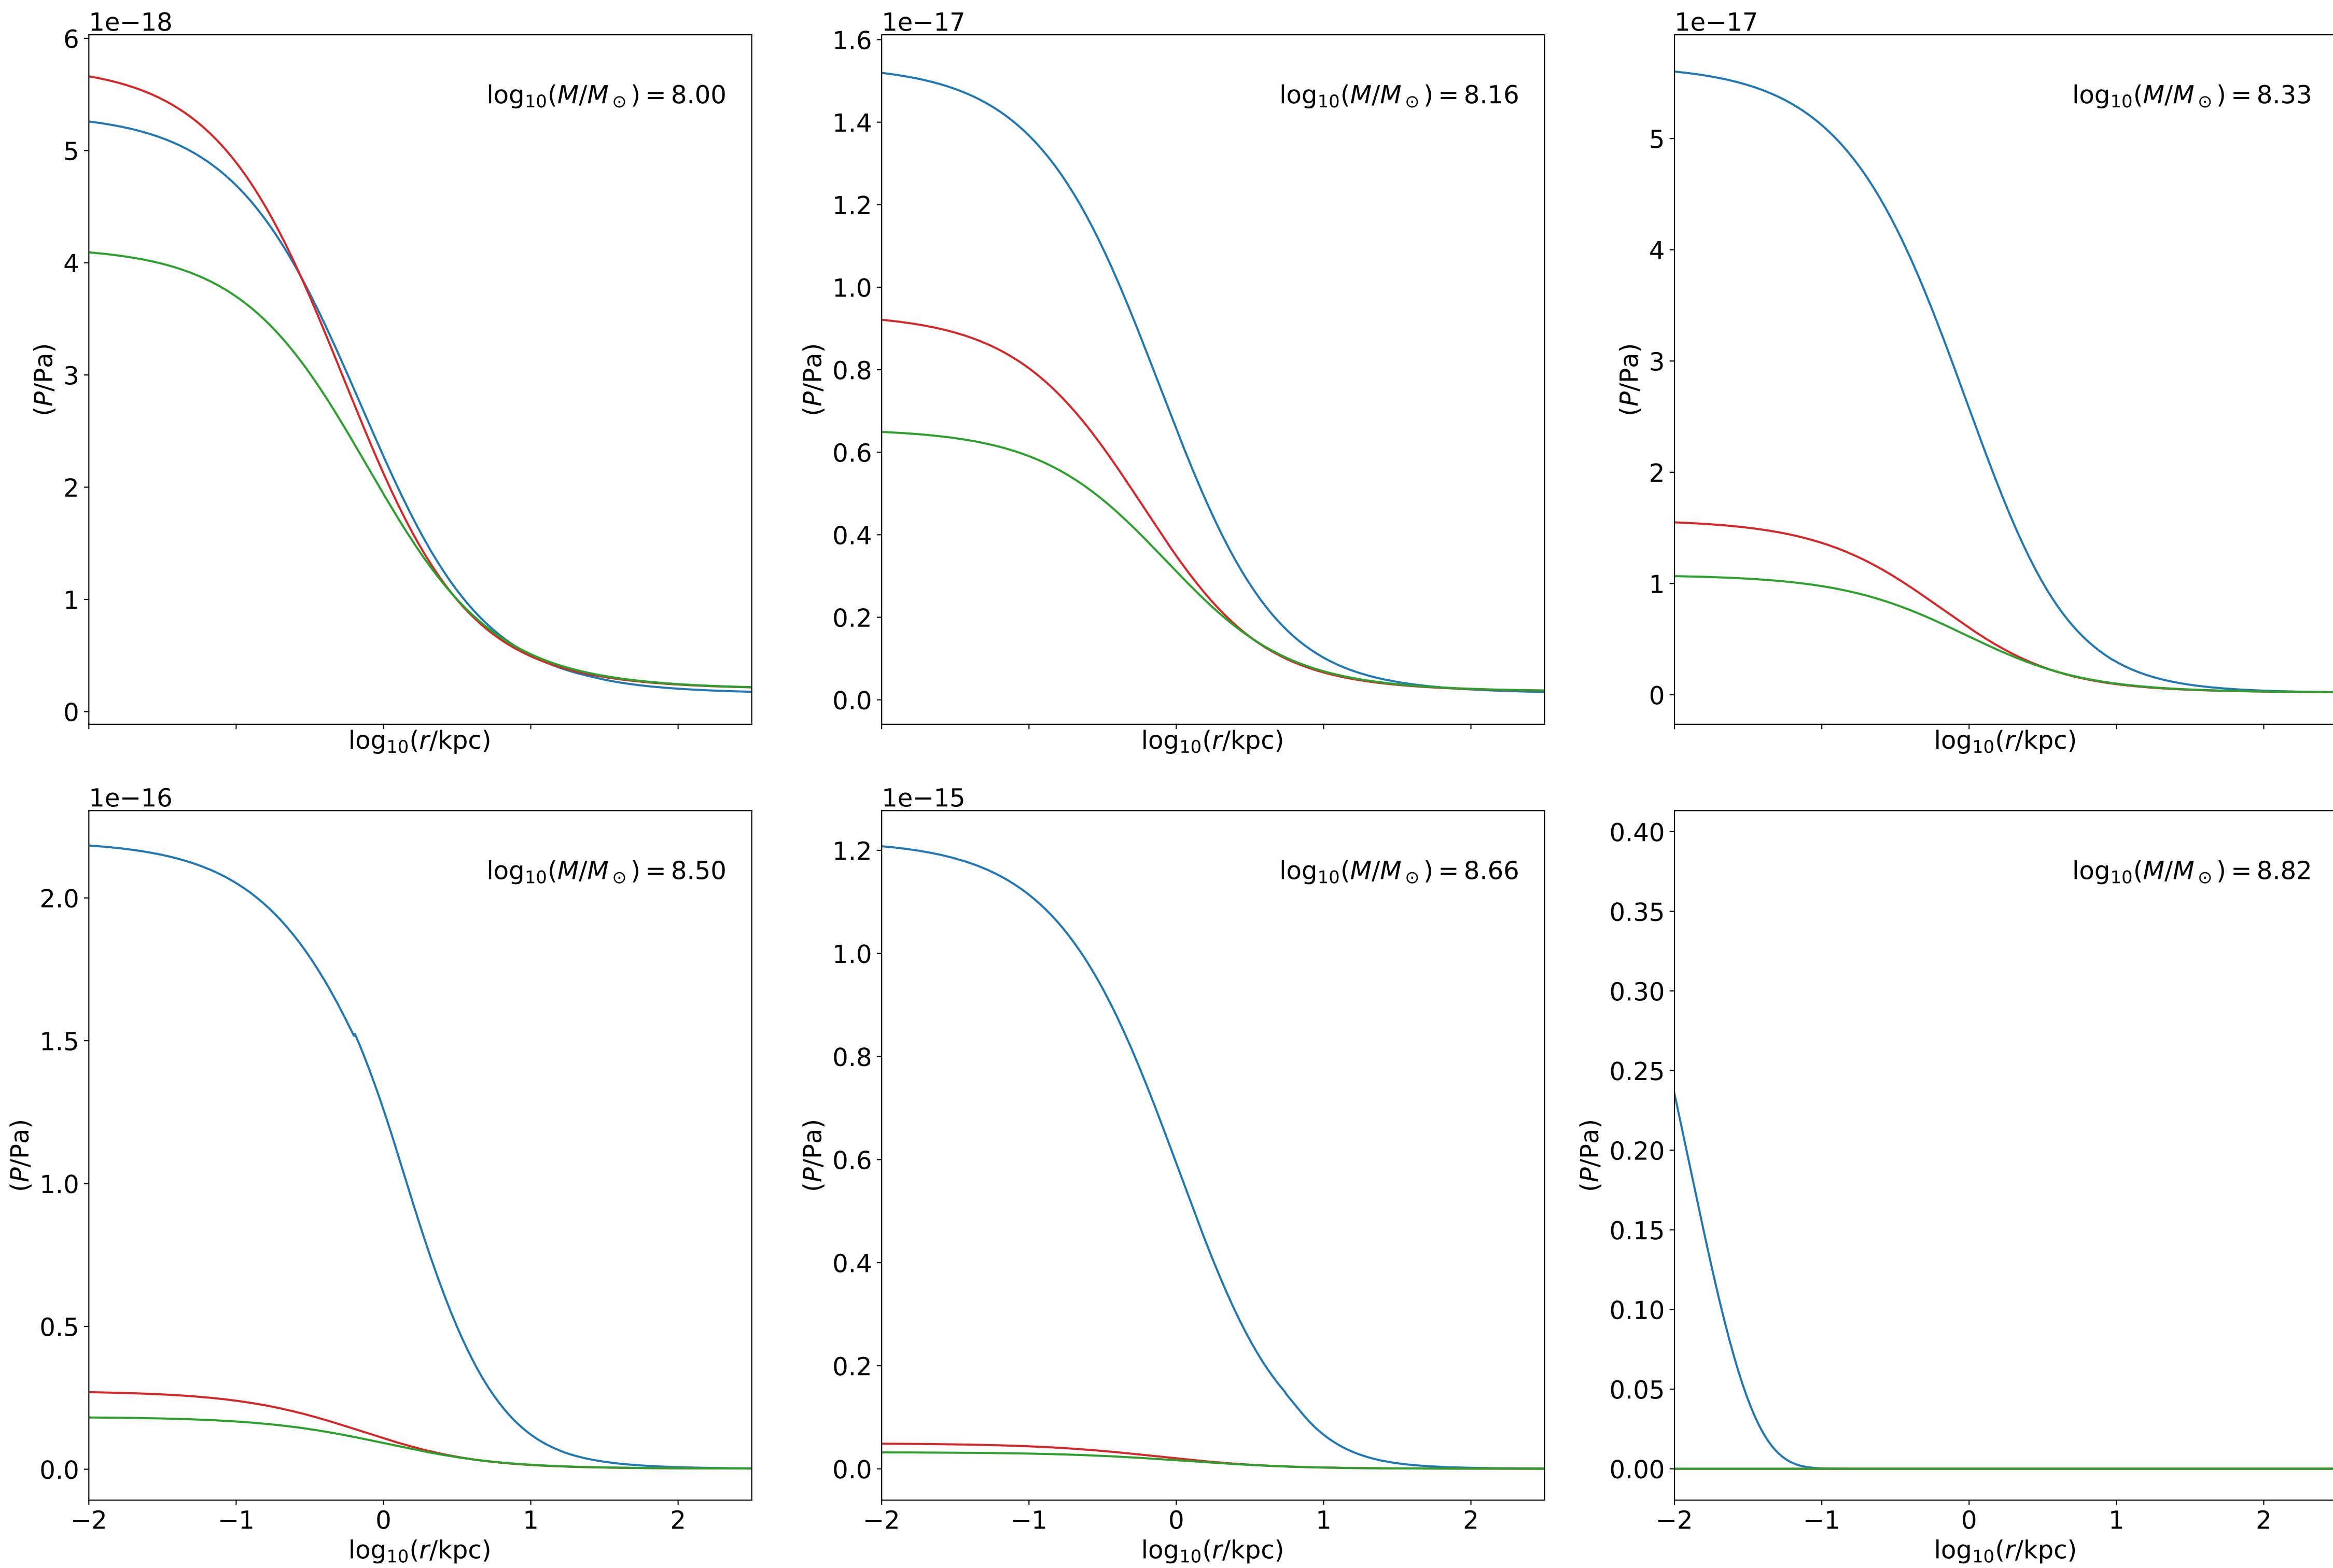 1e−18
6
5
4
3
2
1
0
(P/Pa)
log₁₀(M/M⊙) = 8.00
log₁₀(r/kpc)
1e−17
1.6
1.4
1.2
1.0
0.8
0.6
0.4
0.2
0.0
(P/Pa)
log₁₀(M/M⊙) = 8.16
log₁₀(r/kpc)
1e−17
5
4
3
2
1
0
(P/Pa)
log₁₀(M/M⊙) = 8.33
log₁₀(r/kpc)
1e−16
2.0
1.5
1.0
0.5
0.0
(P/Pa)
log₁₀(M/M⊙) = 8.50
−2 −1 0 1 2
log₁₀(r/kpc)
1e−15
1.2
1.0
0.8
0.6
0.4
0.2
0.0
(P/Pa)
log₁₀(M/M⊙) = 8.66
−2 −1 0 1 2
log₁₀(r/kpc)
0.40
0.35
0.30
0.25
0.20
0.15
0.10
0.05
0.00
(P/Pa)
log₁₀(M/M⊙) = 8.82
−2 −1 0 1 2
log₁₀(r/kpc)